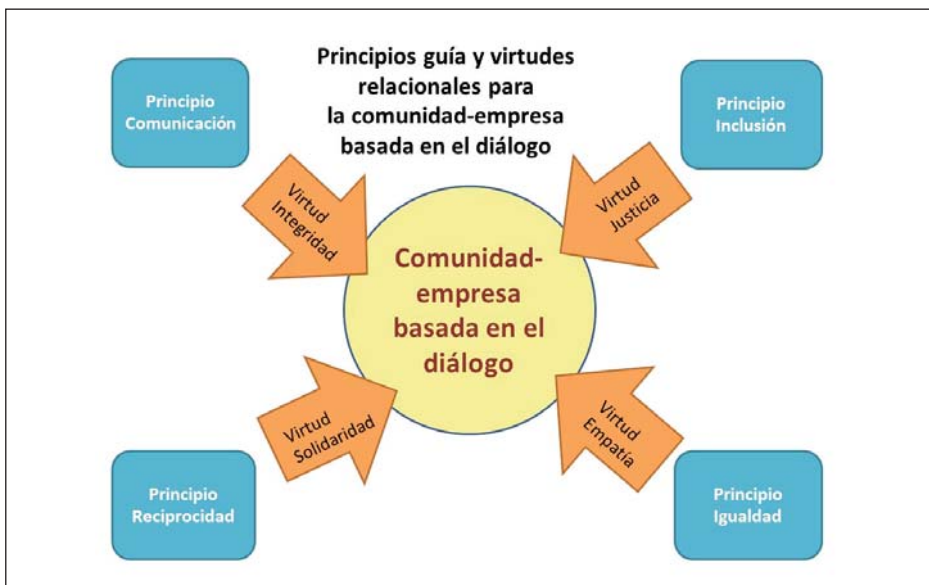 Principios guía y virtudes
relacionales para
la comunidad-empresa
basada en el diálogo
Principio
Comunicación
Principio
Inclusión
Virtud
Integridad
Virtud
Justicia
Comunidad-
empresa
basada en el
diálogo
Virtud
Solidaridad
Virtud
Empatía
Principio
Reciprocidad
Principio
Igualdad